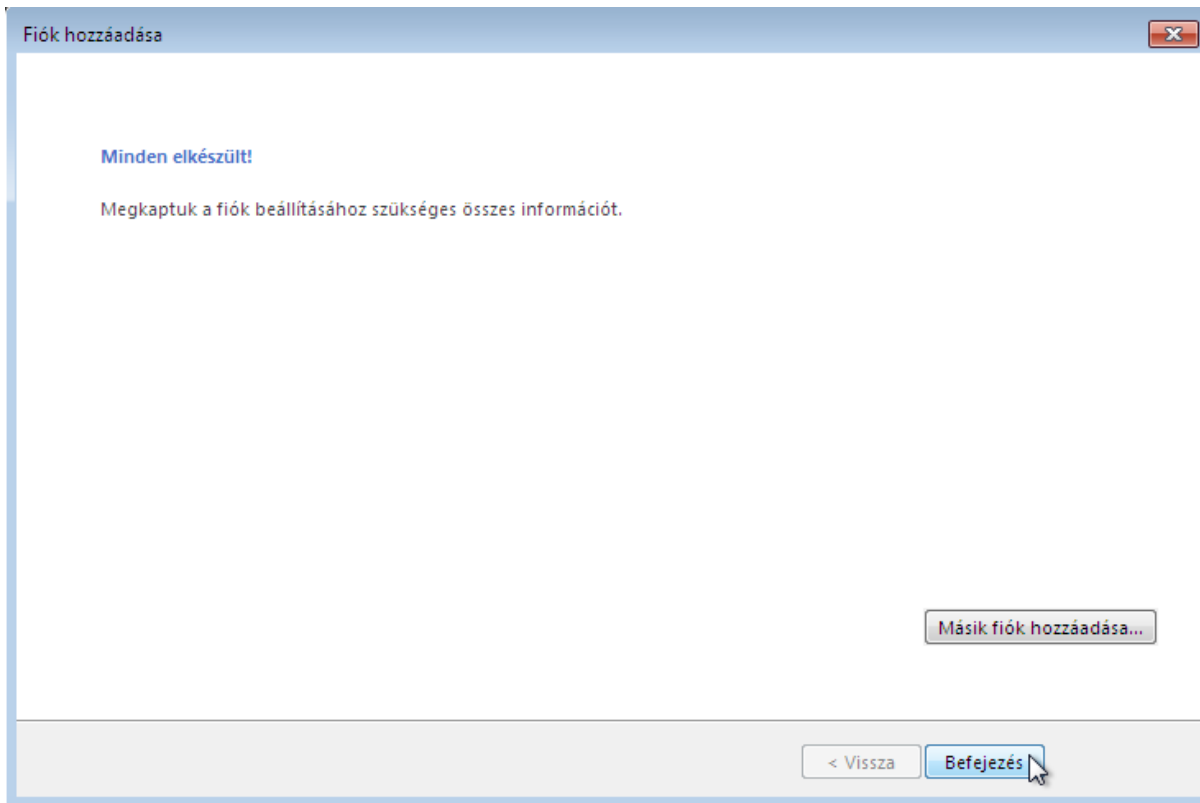 Fiók hozzáadása
Minden elkészült!
Megkaptuk a fiók beállításához szükséges összes információt.
Másik fiók hozzáadása...
< Vissza
Befejezés